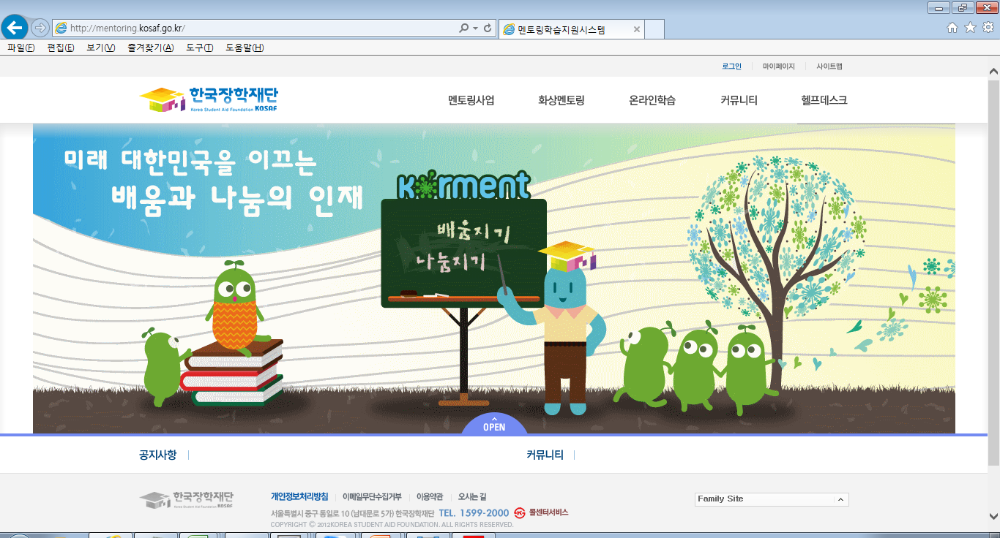 http://mentoring.kosaf.go.kr/
멘토링학습지원시스템
파일(F) 편집(E) 보기(V) 즐겨찾기(A) 도구(T) 도움말(H)
로그인 마이페이지 사이트맵
한국장학재단
Korea Student Aid Foundation KOSAF
멘토링사업 화상멘토링 온라인학습 커뮤니티 헬프데스크
미래 대한민국을 이끄는
배움과 나눔의 인재
korment
배움지기
나눔지기
OPEN
공지사항 커뮤니티
한국장학재단
Korea Student Aid Foundation KOSAF
개인정보처리방침 이메일무단수집거부 이용약관 오시는 길
서울특별시 중구 통일로 10 (남대문로 5가) 한국장학재단 TEL. 1599-2000 콜센터서비스
COPYRIGHT © 2012KOREA STUDENT AID FOUNDATION. ALL RIGHTS RESERVED.
Family Site